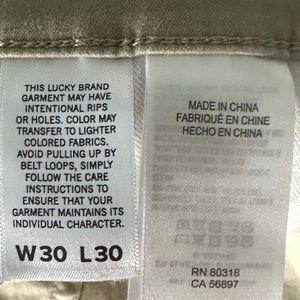 THIS LUCKY BRAND
GARMENT MAY HAVE
INTENTIONAL RIPS
OR HOLES. COLOR MAY
TRANSFER TO LIGHTER
COLORED FABRICS.
AVOID PULLING UP BY
BELT LOOPS, SIMPLY
FOLLOW THE CARE
INSTRUCTIONS TO
ENSURE THAT YOUR
GARMENT MAINTAINS ITS
INDIVIDUAL CHARACTER.
W30 L30
MADE IN CHINA
FABRIQUÉ EN CHINE
HECHO EN CHINA
RN 80318
CA 56897